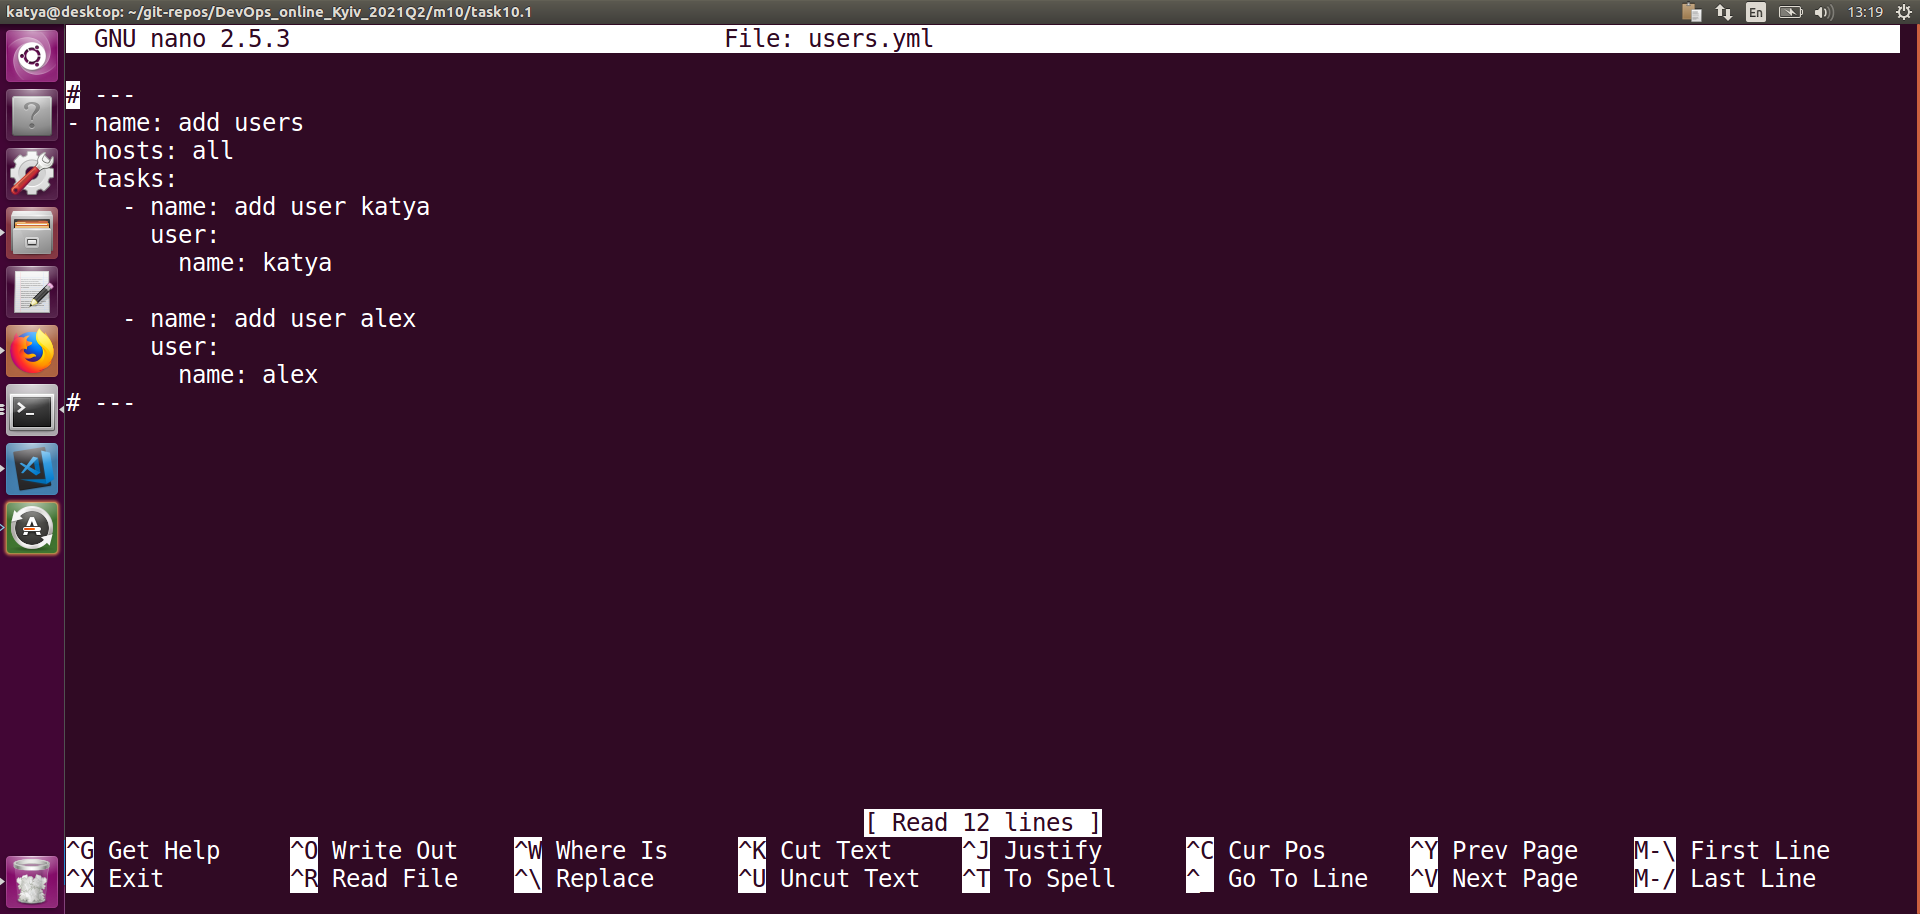 katya@desktop: ~/git-repos/DevOps_online_Kyiv_2021Q2/m10/task10.1 En 13:19
GNU nano 2.5.3 File: users.yml
# ---
- name: add users
  hosts: all
  tasks:
    - name: add user katya
      user:
        name: katya

    - name: add user alex
      user:
        name: alex
# ---
[ Read 12 lines ]
^G Get Help ^O Write Out ^W Where Is ^K Cut Text ^J Justify ^C Cur Pos ^Y Prev Page M-\ First Line
^X Exit ^R Read File ^\ Replace ^U Uncut Text ^T To Spell ^_ Go To Line ^V Next Page M-/ Last Line